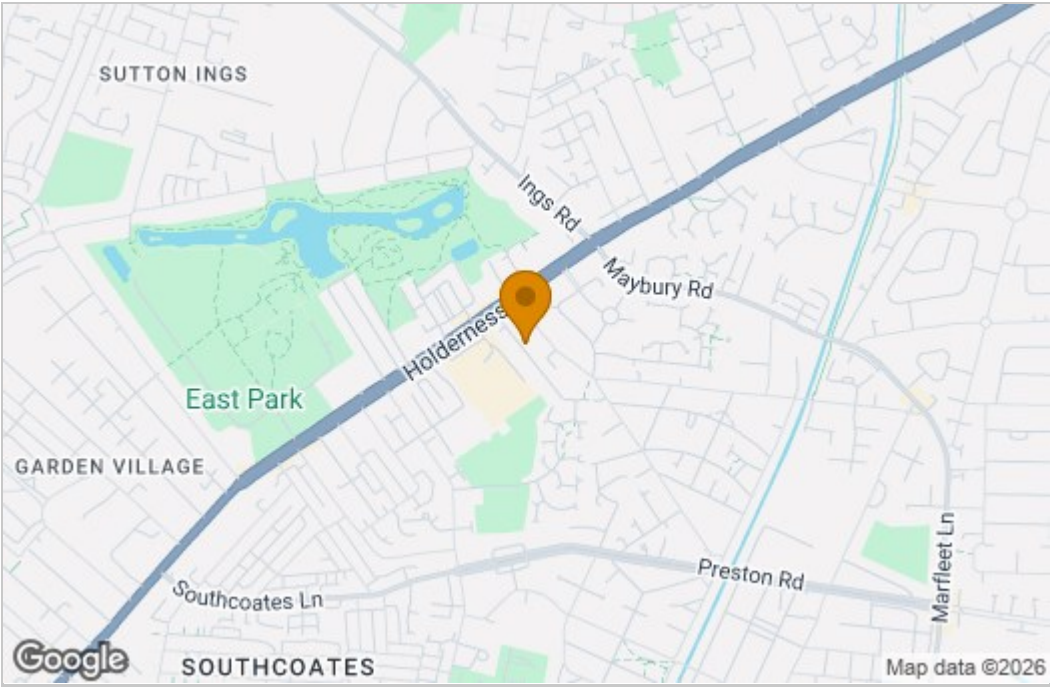 SUTTON INGS
Ings Rd
Maybury Rd
Holderness
East Park
GARDEN VILLAGE
Southcoates Ln
Preston Rd
Marfleet Ln
SOUTHCOATES
Google
Map data ©2026